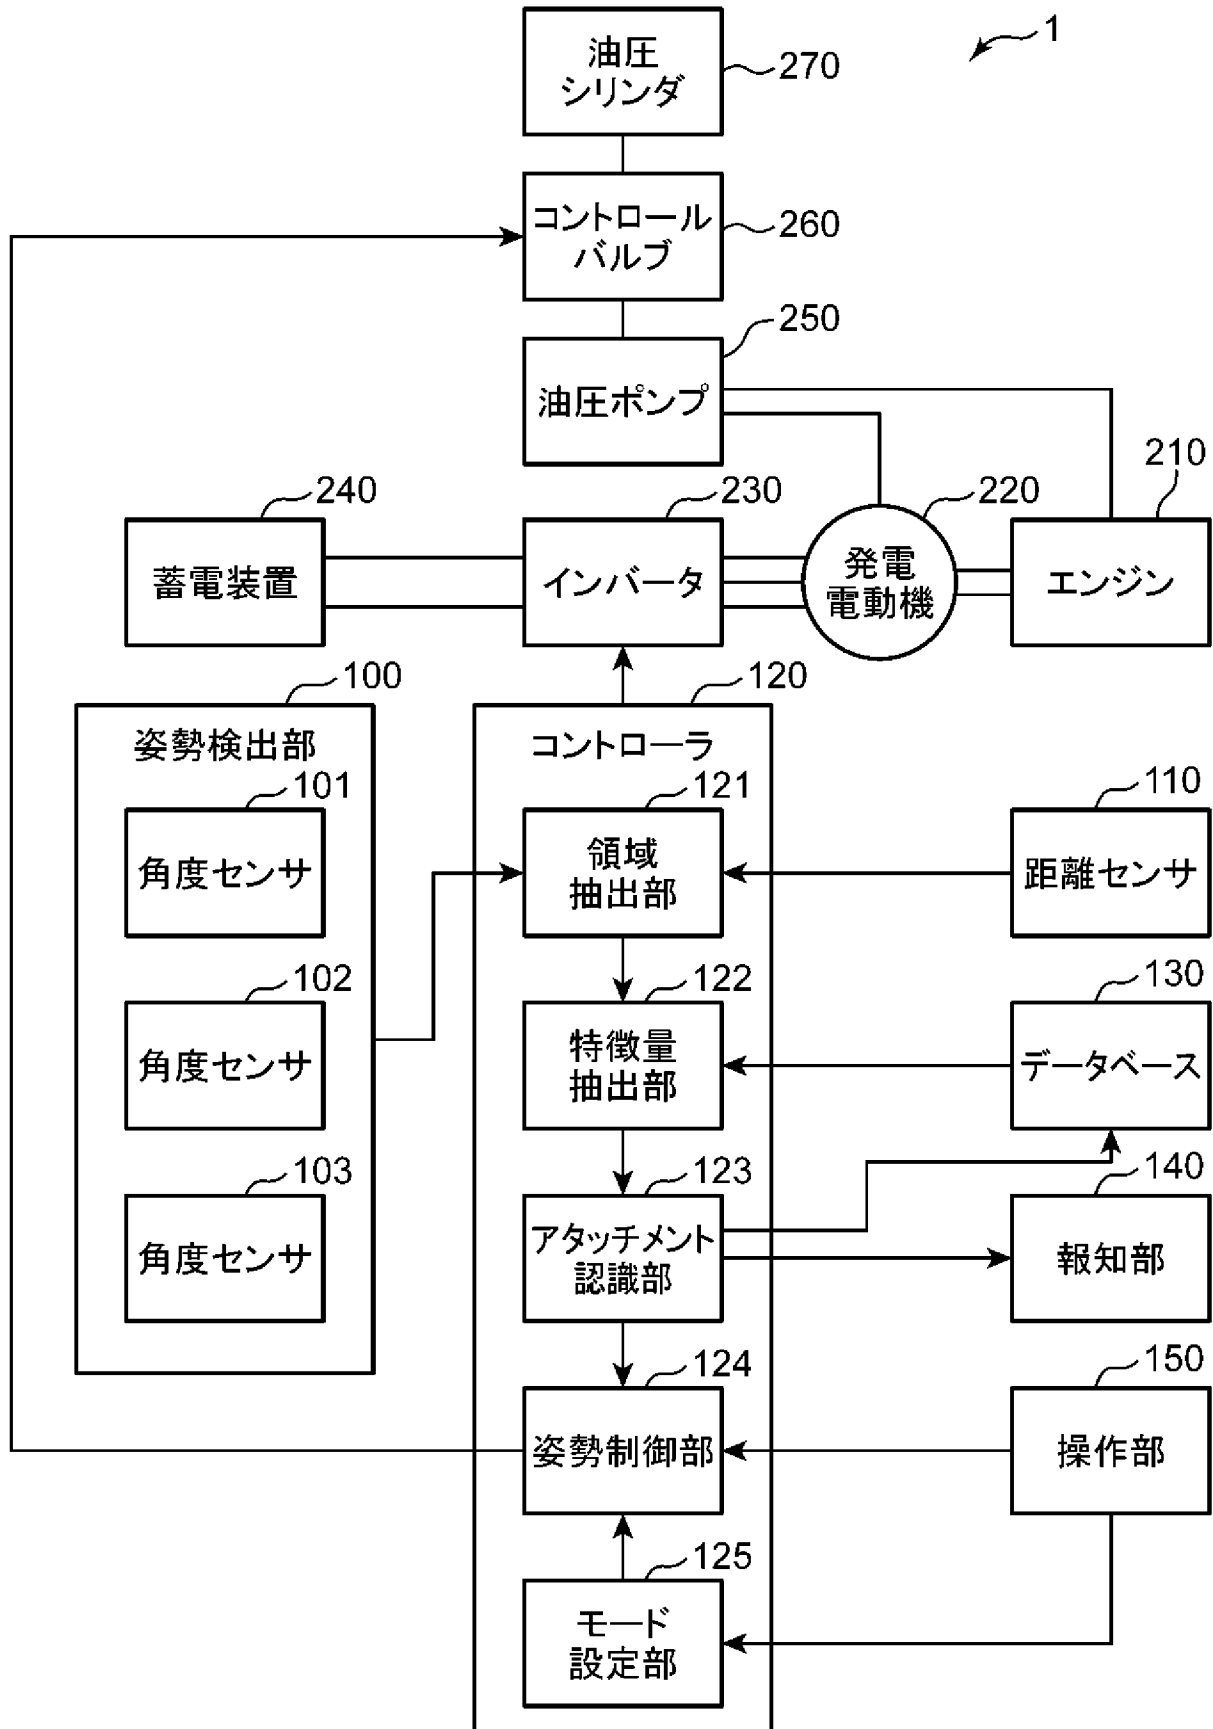 1
油圧
シリンダ
270
コントロール
バルブ
260
250
油圧ポンプ
210
240
230
220
蓄電装置
インバータ
発電
電動機
エンジン
100
120
姿勢検出部
コントローラ
101
121
110
角度センサ
領域
抽出部
距離センサ
102
122
130
角度センサ
特徴量
抽出部
データベース
103
123
140
角度センサ
アタッチメント
認識部
報知部
124
150
姿勢制御部
操作部
125
モード
設定部